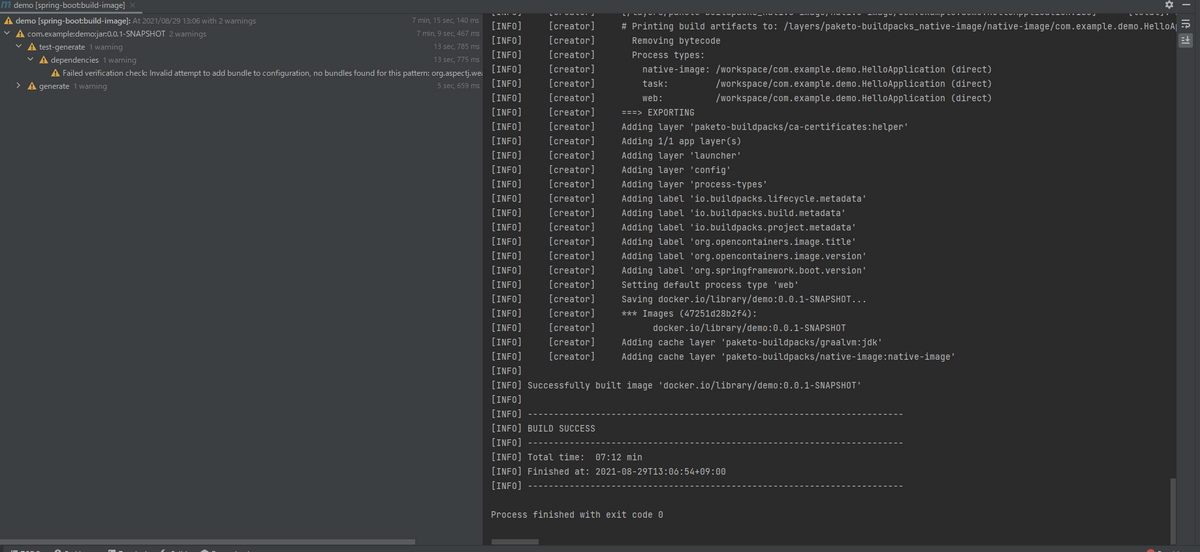 demo [spring-boot:build-image] ×
demo [spring-boot:build-image]: At 2021/08/29 13:06 with 2 warnings 7 min, 15 sec, 140 ms
com.example:demo:jar:0.0.1-SNAPSHOT 2 warnings 7 min, 9 sec, 467 ms
test-generate 1 warning 13 sec, 785 ms
dependencies 1 warning 13 sec, 775 ms
Failed verification check: Invalid attempt to add bundle to configuration, no bundles found for this pattern: org.aspectj.wea
generate 1 warning 5 sec, 659 ms
[INFO] [creator] # Printing build artifacts to: /layers/paketo-buildpacks_native-image/native-image/com.example.demo.HelloA
[INFO] [creator] Removing bytecode
[INFO] [creator] Process types:
[INFO] [creator] native-image: /workspace/com.example.demo.HelloApplication (direct)
[INFO] [creator] task: /workspace/com.example.demo.HelloApplication (direct)
[INFO] [creator] web: /workspace/com.example.demo.HelloApplication (direct)
[INFO] [creator] ===> EXPORTING
[INFO] [creator] Adding layer 'paketo-buildpacks/ca-certificates:helper'
[INFO] [creator] Adding 1/1 app layer(s)
[INFO] [creator] Adding layer 'launcher'
[INFO] [creator] Adding layer 'config'
[INFO] [creator] Adding layer 'process-types'
[INFO] [creator] Adding label 'io.buildpacks.lifecycle.metadata'
[INFO] [creator] Adding label 'io.buildpacks.build.metadata'
[INFO] [creator] Adding label 'io.buildpacks.project.metadata'
[INFO] [creator] Adding label 'org.opencontainers.image.title'
[INFO] [creator] Adding label 'org.opencontainers.image.version'
[INFO] [creator] Adding label 'org.springframework.boot.version'
[INFO] [creator] Setting default process type 'web'
[INFO] [creator] Saving docker.io/library/demo:0.0.1-SNAPSHOT...
[INFO] [creator] *** Images (47251d28b2f4):
[INFO] [creator] docker.io/library/demo:0.0.1-SNAPSHOT
[INFO] [creator] Adding cache layer 'paketo-buildpacks/graalvm:jdk'
[INFO] [creator] Adding cache layer 'paketo-buildpacks/native-image:native-image'
[INFO]
[INFO] Successfully built image 'docker.io/library/demo:0.0.1-SNAPSHOT'
[INFO]
[INFO] ------------------------------------------------------------------------
[INFO] BUILD SUCCESS
[INFO] ------------------------------------------------------------------------
[INFO] Total time: 07:12 min
[INFO] Finished at: 2021-08-29T13:06:54+09:00
[INFO] ------------------------------------------------------------------------
Process finished with exit code 0